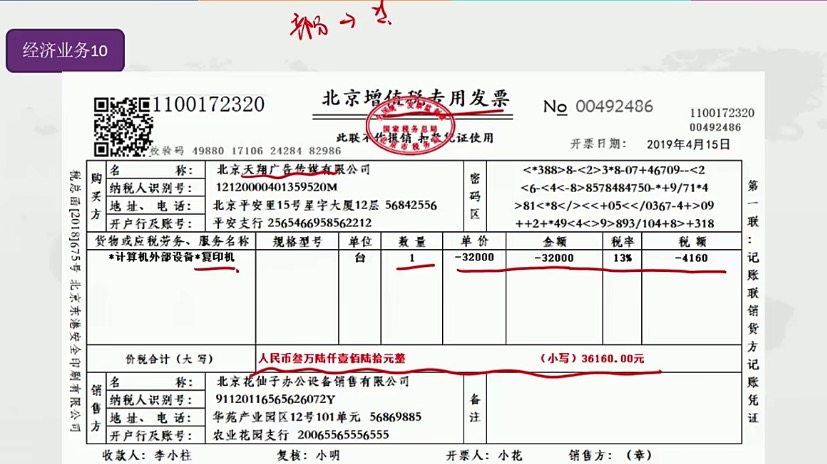 经济业务10
1100172320
北京增值税专用发票
No 00492486
1100172320
00492486
国家税务总局
此联不作报销 扣税凭证使用
校验码 49880 17106 24284 82986
开票日期: 2019年4月15日
税总函[2018]675号 北京东港安全印刷有限公司
购买方
名 称: 北京天翔广告传媒有限公司
纳税人识别号: 12120000401359520M
地址、电话: 北京平安里15号星宇大厦12层 56842556
开户行及账号: 平安支行 2565466958562212
密码区
<*388>8-<2>3*8-07+46709--<2
<6-<4<-8>8578484750-*+9/71*4
>81<*8</><<+05<</0367-4+>09
++2+*49<4<>9>893/104+8>+318
货物或应税劳务、服务名称 规格型号 单位 数量 单价 金额 税率 税额
*计算机外部设备*复印机 台 1 -32000 -32000 13% -4160
价税合计(大写) 人民币叁万陆仟壹佰陆拾元整 (小写)36160.00元
销售方
名 称: 北京花仙子办公设备销售有限公司
纳税人识别号: 91120116565626072Y
地址、电话: 华苑产业园区12号101单元 56869885
开户行及账号: 农业花园支行 20065565556555
备注
第一联:记账联 销货方记账凭证
收款人: 李小柱 复核: 小明 开票人: 小花 销售方: (章)